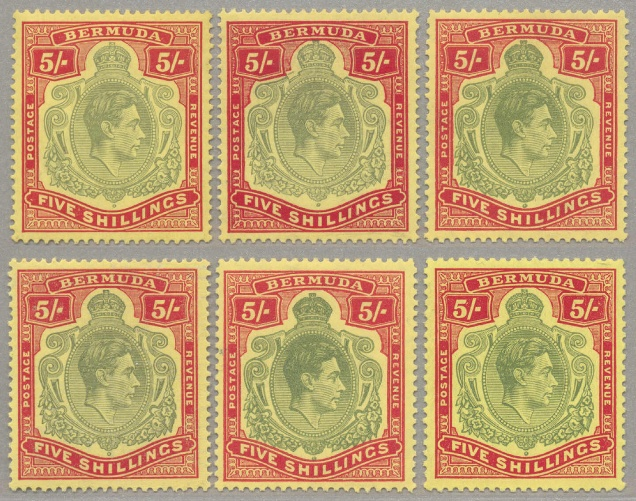 BERMUDA
5/- 5/-
POSTAGE REVENUE
FIVE SHILLINGS
BERMUDA
5/- 5/-
POSTAGE REVENUE
FIVE SHILLINGS
BERMUDA
5/- 5/-
POSTAGE REVENUE
FIVE SHILLINGS
BERMUDA
5/- 5/-
POSTAGE REVENUE
FIVE SHILLINGS
BERMUDA
5/- 5/-
POSTAGE REVENUE
FIVE SHILLINGS
BERMUDA
5/- 5/-
POSTAGE REVENUE
FIVE SHILLINGS